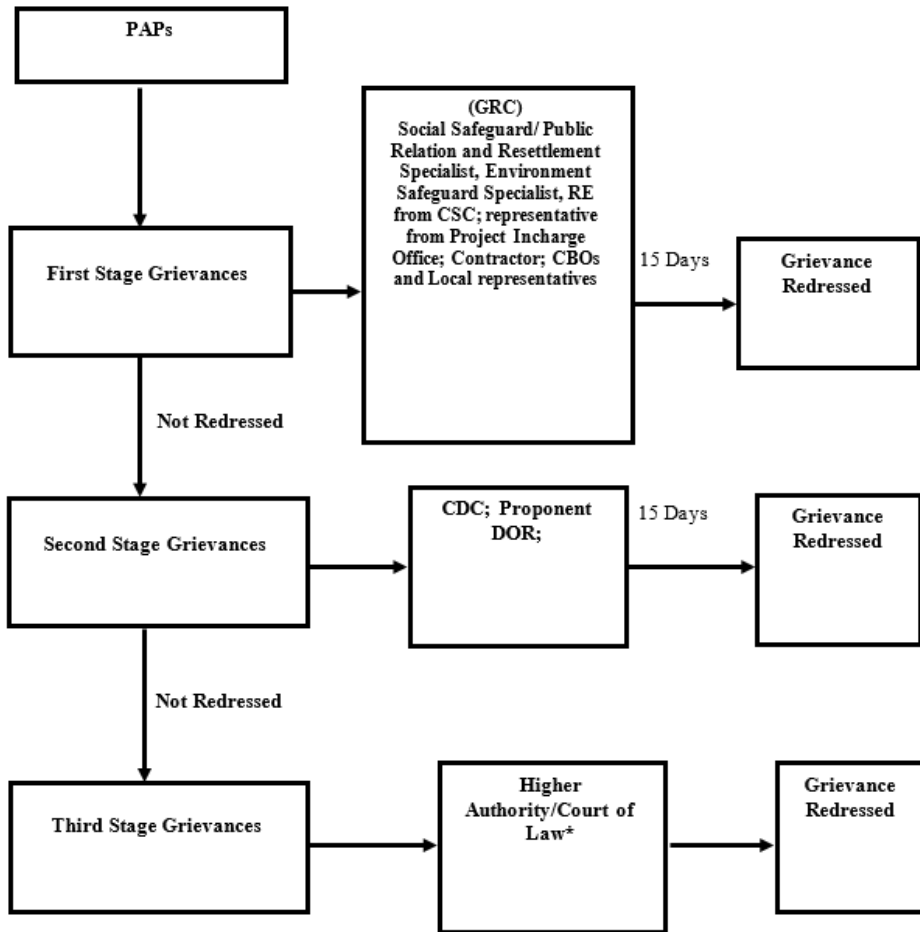 PAPs
(GRC)
Social Safeguard/ Public
Relation and Resettlement
Specialist, Environment
Safeguard Specialist, RE
from CSC; representative
from Project Incharge
Office; Contractor; CBOs
and Local representatives
First Stage Grievances
15 Days
Grievance
Redressed
Not Redressed
Second Stage Grievances
CDC; Proponent
DOR;
15 Days
Grievance
Redressed
Not Redressed
Third Stage Grievances
Higher
Authority/Court of
Law*
Grievance
Redressed